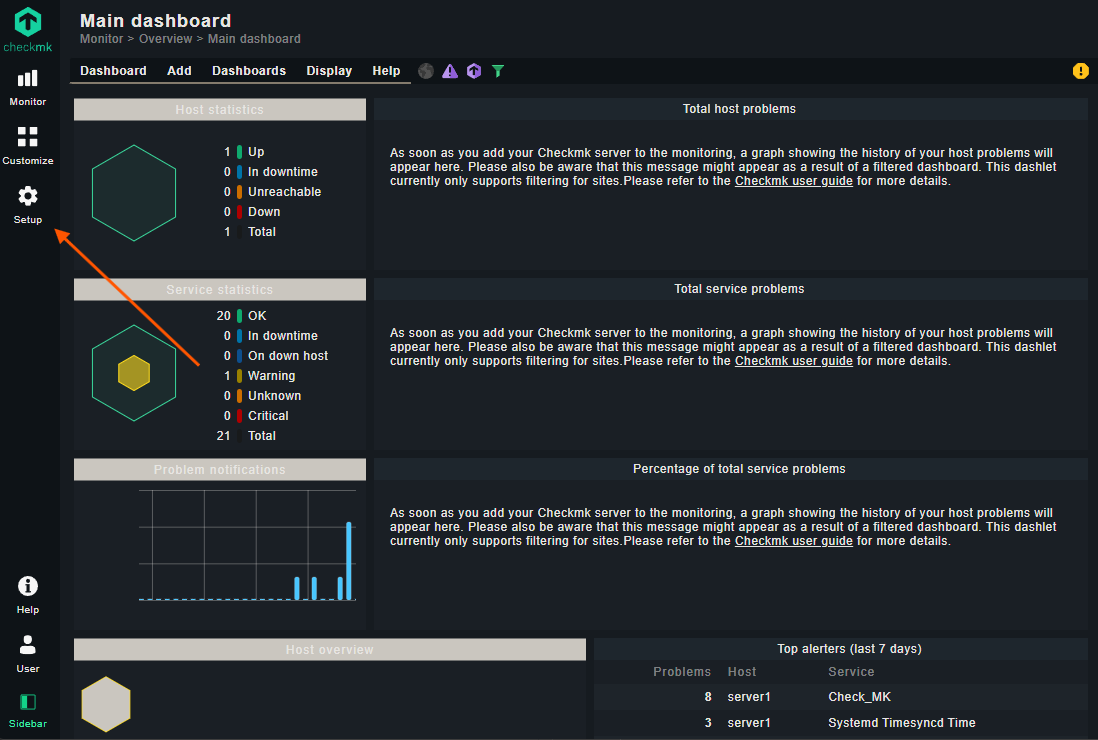 Main dashboard
Monitor > Overview > Main dashboard
checkmk
Dashboard Add Dashboards Display Help
Monitor
Customize
Setup
Host statistics
1 Up
0 In downtime
0 Unreachable
0 Down
1 Total
Total host problems
As soon as you add your Checkmk server to the monitoring, a graph showing the history of your host problems will
appear here. Please also be aware that this message might appear as a result of a filtered dashboard. This dashlet
currently only supports filtering for sites.Please refer to the Checkmk user guide for more details.
Service statistics
20 OK
0 In downtime
0 On down host
1 Warning
0 Unknown
0 Critical
21 Total
Total service problems
As soon as you add your Checkmk server to the monitoring, a graph showing the history of your host problems will
appear here. Please also be aware that this message might appear as a result of a filtered dashboard. This dashlet
currently only supports filtering for sites.Please refer to the Checkmk user guide for more details.
Problem notifications
Percentage of total service problems
As soon as you add your Checkmk server to the monitoring, a graph showing the history of your host problems will
appear here. Please also be aware that this message might appear as a result of a filtered dashboard. This dashlet
currently only supports filtering for sites.Please refer to the Checkmk user guide for more details.
Help
User
Sidebar
Host overview
Top alerters (last 7 days)
Problems Host Service
8 server1 Check_MK
3 server1 Systemd Timesyncd Time